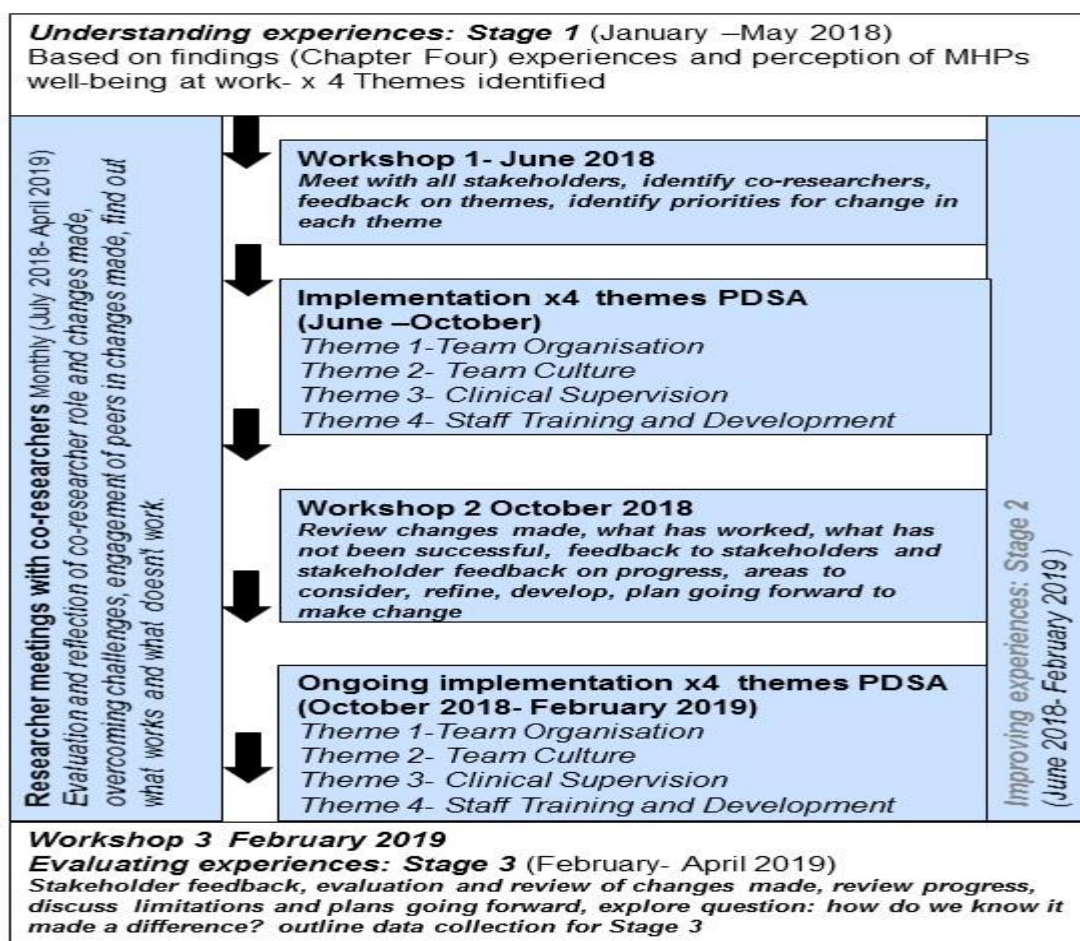 Understanding experiences: Stage 1 (January –May 2018)
Based on findings (Chapter Four) experiences and perception of MHPs
well-being at work- x 4 Themes identified
Researcher meetings with co-researchers Monthly (July 2018- April 2019)
Evaluation and reflection of co-researcher role and changes made,
overcoming challenges, engagement of peers in changes made, find out
what works and what doesn't work.
Workshop 1- June 2018
Meet with all stakeholders, identify co-researchers,
feedback on themes, identify priorities for change in
each theme
Implementation x4 themes PDSA
(June –October)
Theme 1-Team Organisation
Theme 2- Team Culture
Theme 3- Clinical Supervision
Theme 4- Staff Training and Development
Workshop 2 October 2018
Review changes made, what has worked, what has
not been successful, feedback to stakeholders and
stakeholder feedback on progress, areas to
consider, refine, develop, plan going forward to
make change
Ongoing implementation x4 themes PDSA
(October 2018- February 2019)
Theme 1-Team Organisation
Theme 2- Team Culture
Theme 3- Clinical Supervision
Theme 4- Staff Training and Development
Improving experiences: Stage 2
(June 2018- February 2019)
Workshop 3 February 2019
Evaluating experiences: Stage 3 (February- April 2019)
Stakeholder feedback, evaluation and review of changes made, review progress,
discuss limitations and plans going forward, explore question: how do we know it
made a difference? outline data collection for Stage 3